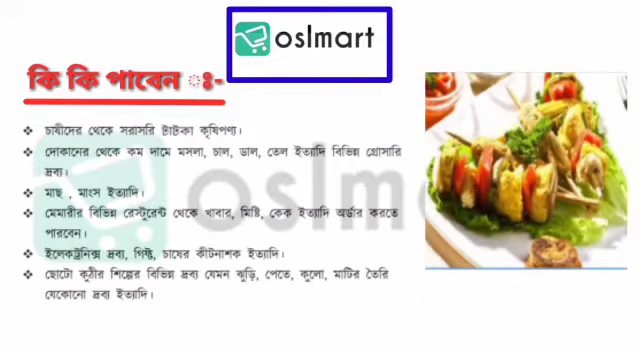 oslmart
কি কি পাবেন ঃ-
❖ চাষীদের থেকে সরাসরি টাটকা কৃষিপণ্য।
❖ দোকানের থেকে কম দামে মসলা, চাল, ডাল, তেল ইত্যাদি বিভিন্ন গ্রোসারি
দ্রব্য।
❖ মাছ , মাংস ইত্যাদি।
❖ মেমারীর বিভিন্ন রেস্টুরেন্ট থেকে খাবার, মিষ্টি, কেক ইত্যাদি অর্ডার করতে
পারবেন।
❖ ইলেকট্রনিক্স দ্রব্য, গিফ্ট, চাষের কীটনাশক ইত্যাদি।
❖ ছোটো কুঠীর শিল্পের বিভিন্ন দ্রব্য যেমন ঝুড়ি, পেতে, কুলো, মাটির তৈরি
যেকোনো দ্রব্য ইত্যাদি।
oslmart